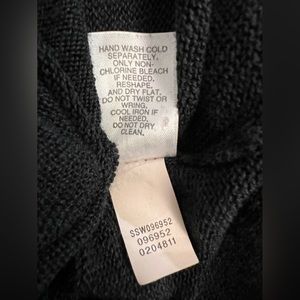 HAND WASH COLD
SEPARATELY.
ONLY NON-
CHLORINE BLEACH
IF NEEDED.
RESHAPE,
AND DRY FLAT.
DO NOT TWIST OR
WRING.
COOL IRON IF
NEEDED.
DO NOT DRY
CLEAN.
SSW096952
096952
0204811